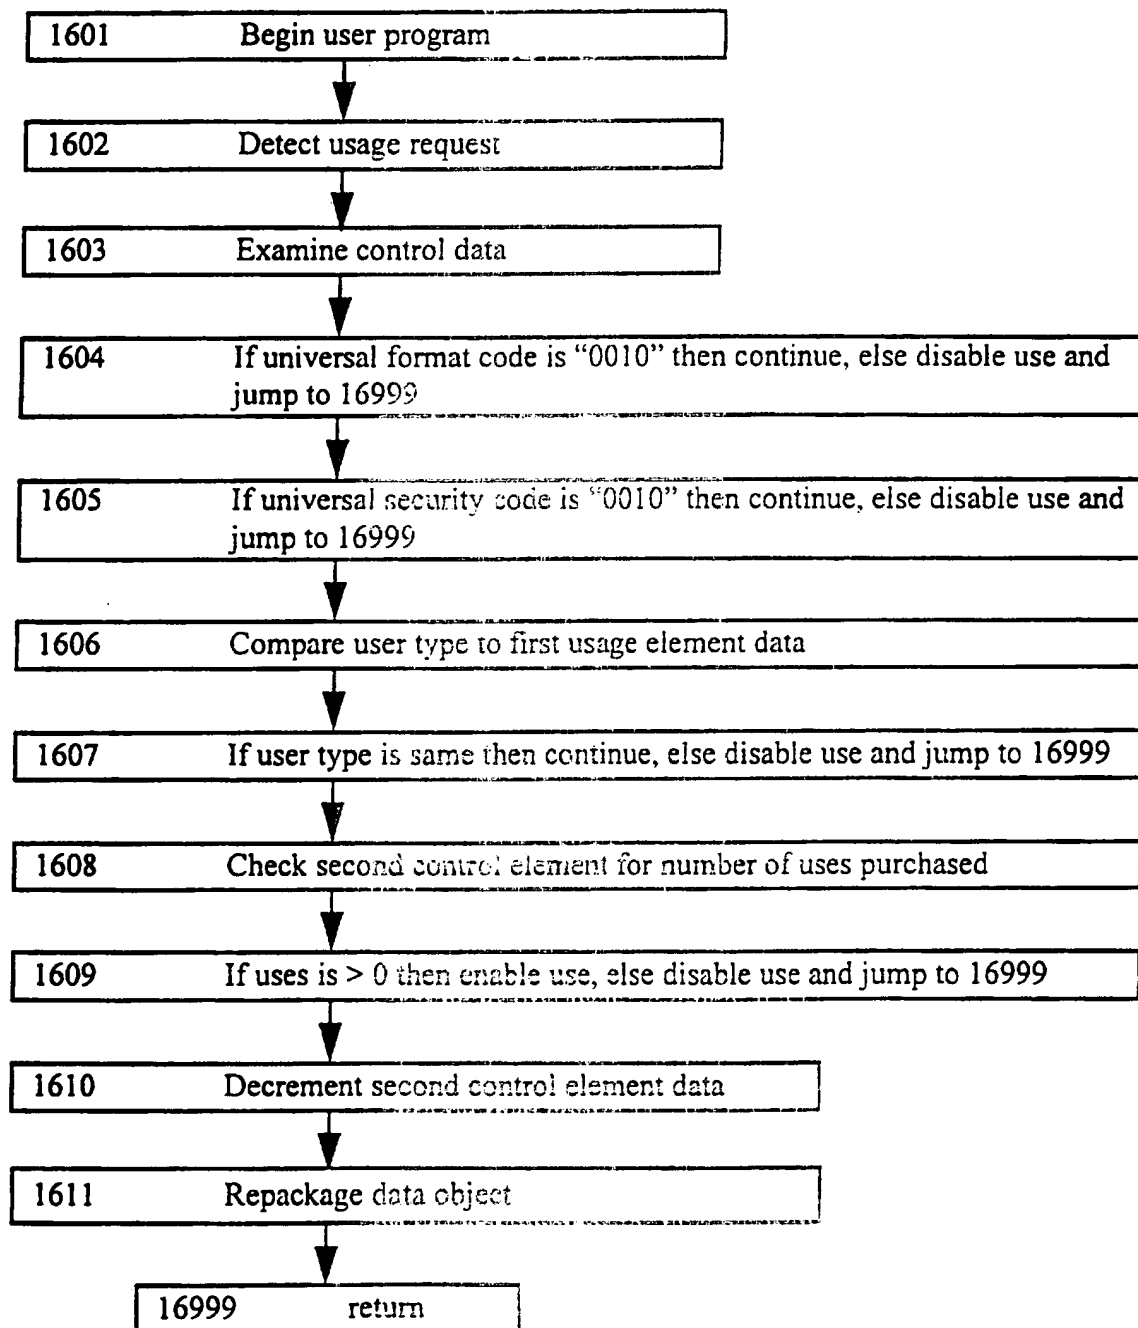 1601 Begin user program
1602 Detect usage request
1603 Examine control data
1604 If universal format code is “0010” then continue, else disable use and
jump to 16999
1605 If universal security code is “0010” then continue, else disable use and
jump to 16999
1606 Compare user type to first usage element data
1607 If user type is same then continue, else disable use and jump to 16999
1608 Check second control element for number of uses purchased
1609 If uses is > 0 then enable use, else disable use and jump to 16999
1610 Decrement second control element data
1611 Repackage data object
16999 return